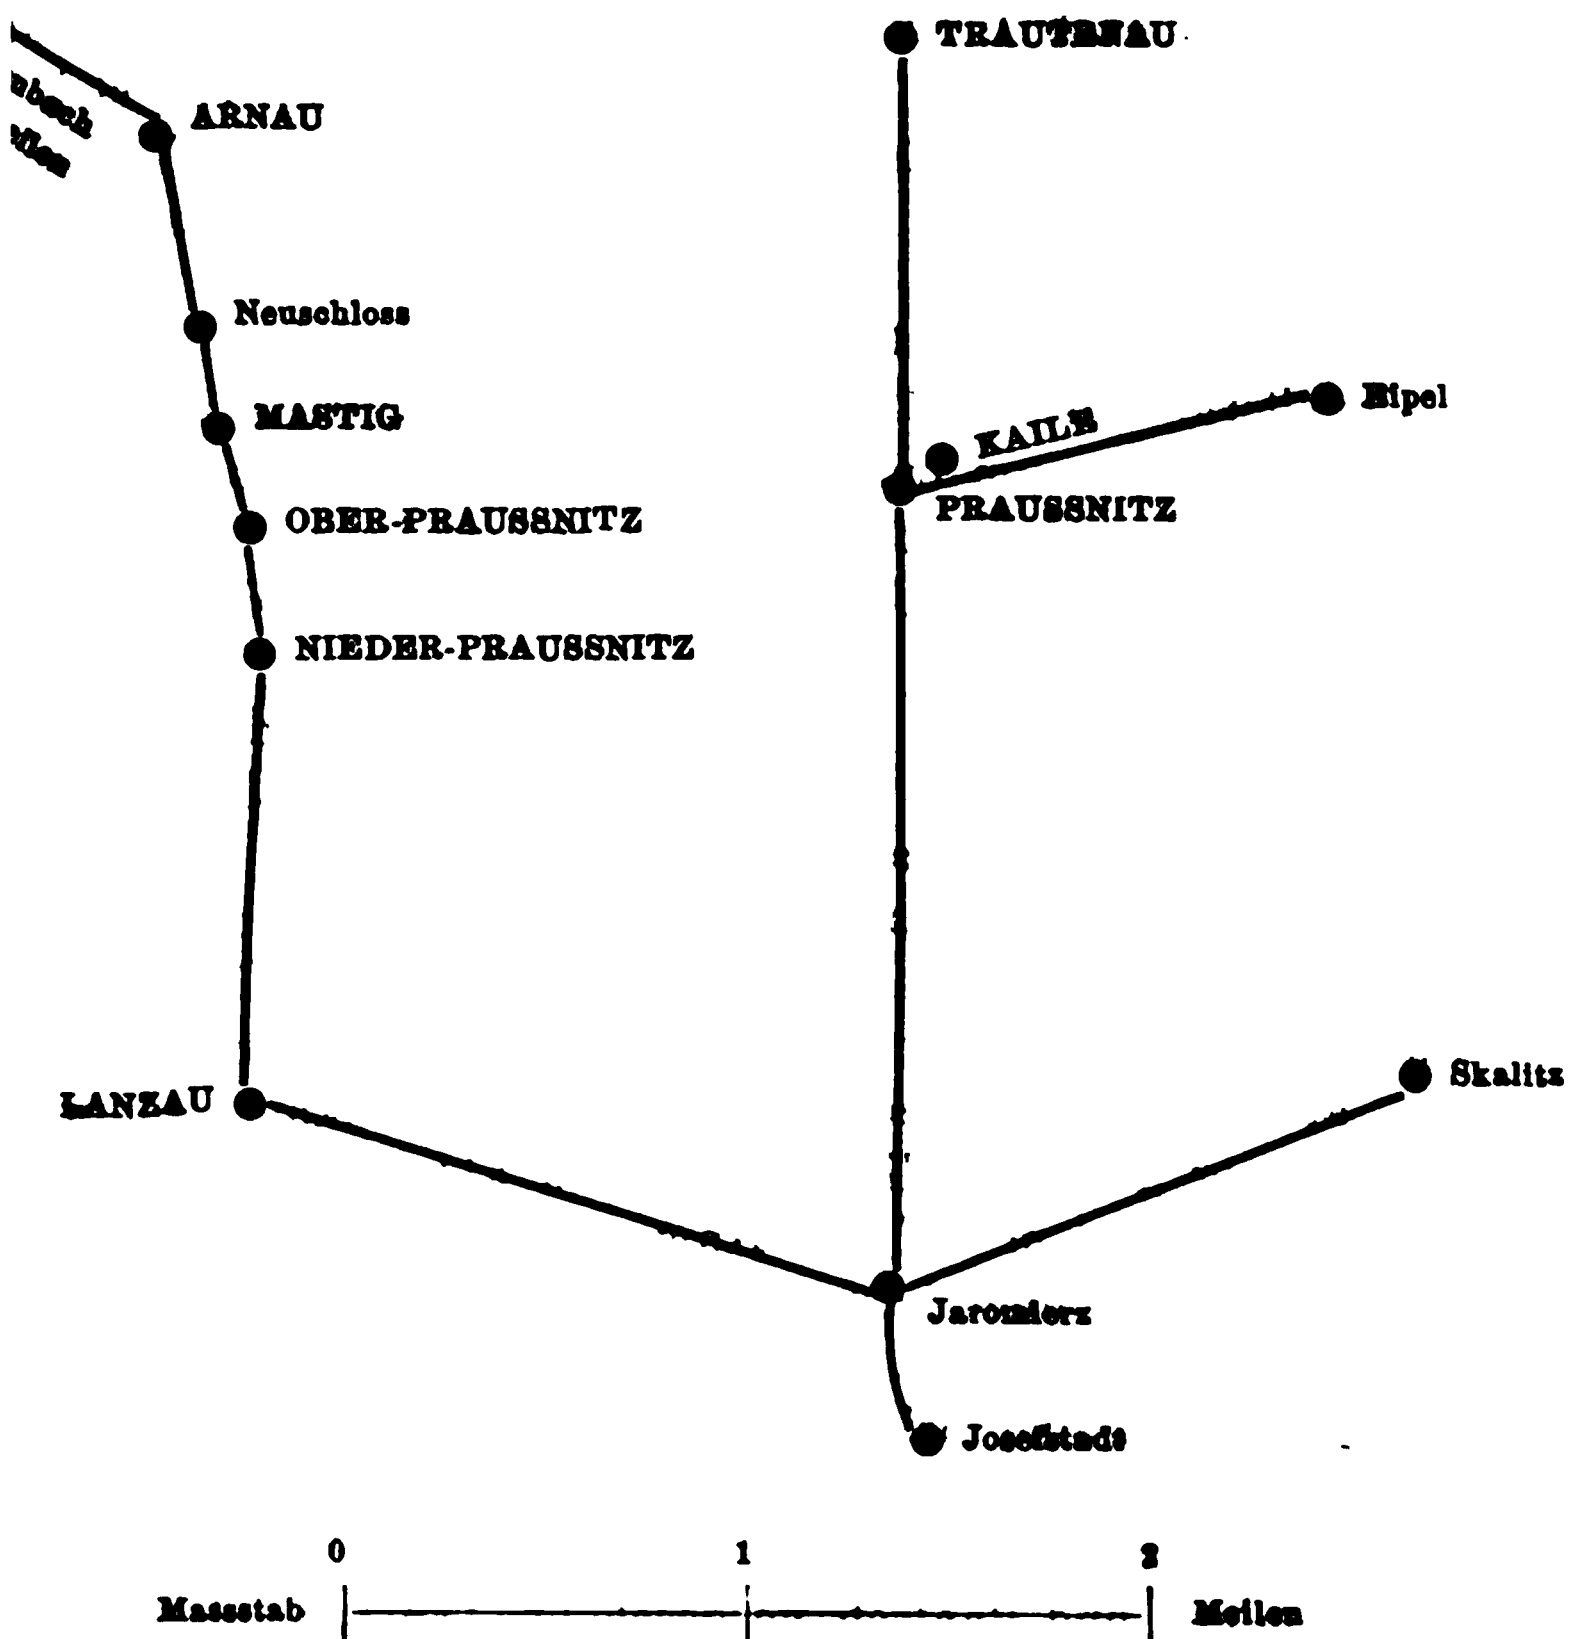 TRAUTENAU
ARNAU
Neuschloss
MASTIG
Eipel
KAILE
PRAUSSNITZ
OBER-PRAUSSNITZ
NIEDER-PRAUSSNITZ
LANZAU
Skalitz
Jaromierz
Josefstadt
0 1 2
Massstab Meilen